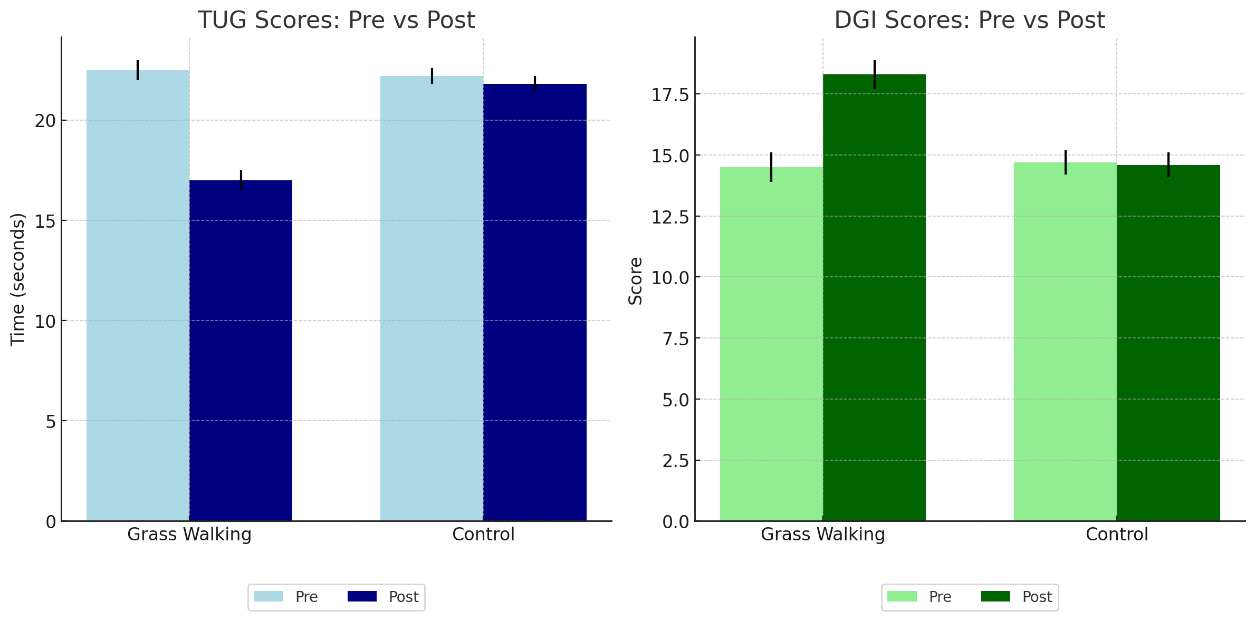 TUG Scores: Pre vs Post
Time (seconds)
20
15
10
5
0
Grass Walking Control
Pre Post
DGI Scores: Pre vs Post
Score
17.5
15.0
12.5
10.0
7.5
5.0
2.5
0.0
Grass Walking Control
Pre Post